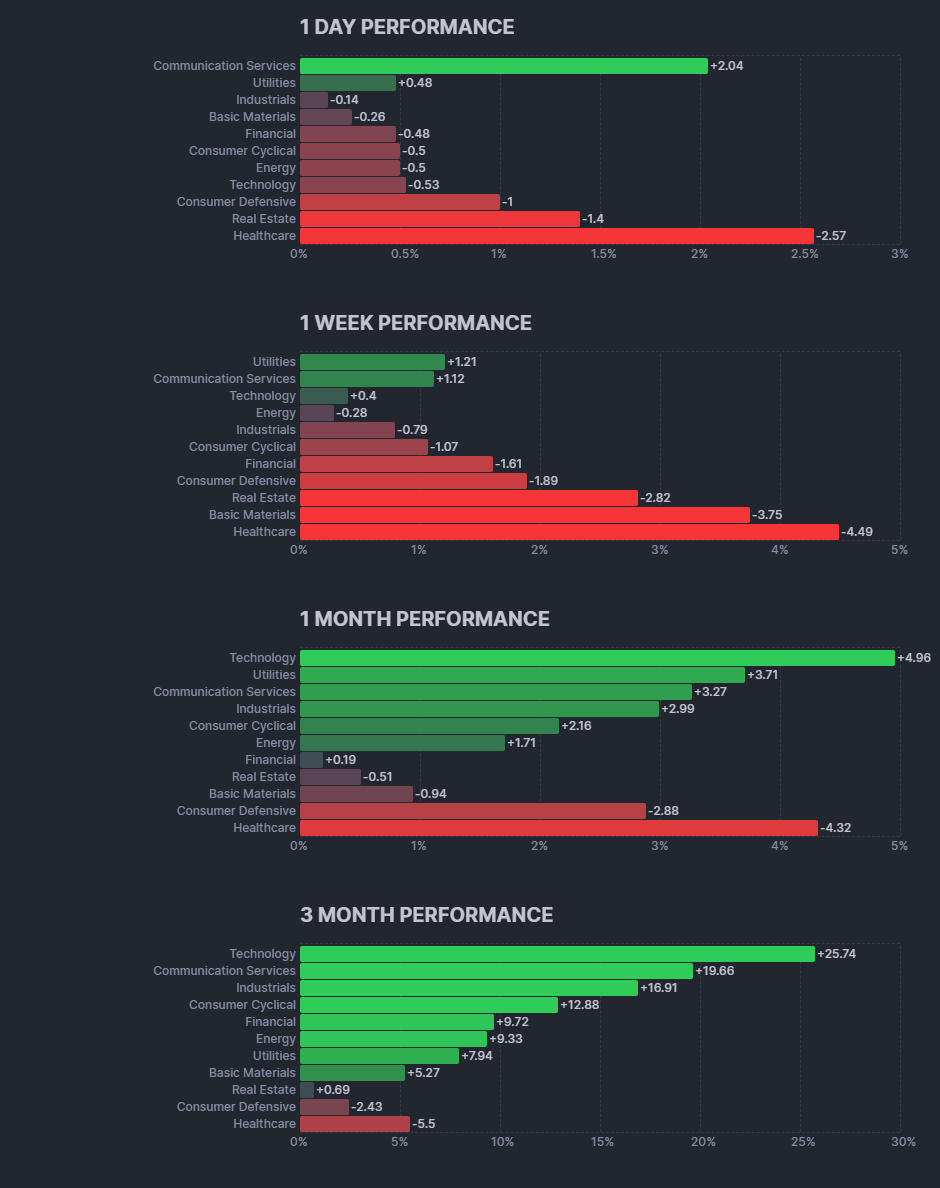 1 DAY PERFORMANCE
Communication Services +2.04
Utilities +0.48
Industrials -0.14
Basic Materials -0.26
Financial -0.48
Consumer Cyclical -0.5
Energy -0.5
Technology -0.53
Consumer Defensive -1
Real Estate -1.4
Healthcare -2.57
0% 0.5% 1% 1.5% 2% 2.5% 3%
1 WEEK PERFORMANCE
Utilities +1.21
Communication Services +1.12
Technology +0.4
Energy -0.28
Industrials -0.79
Consumer Cyclical -1.07
Financial -1.61
Consumer Defensive -1.89
Real Estate -2.82
Basic Materials -3.75
Healthcare -4.49
0% 1% 2% 3% 4% 5%
1 MONTH PERFORMANCE
Technology +4.96
Utilities +3.71
Communication Services +3.27
Industrials +2.99
Consumer Cyclical +2.16
Energy +1.71
Financial +0.19
Real Estate -0.51
Basic Materials -0.94
Consumer Defensive -2.88
Healthcare -4.32
0% 1% 2% 3% 4% 5%
3 MONTH PERFORMANCE
Technology +25.74
Communication Services +19.66
Industrials +16.91
Consumer Cyclical +12.88
Financial +9.72
Energy +9.33
Utilities +7.94
Basic Materials +5.27
Real Estate +0.69
Consumer Defensive -2.43
Healthcare -5.5
0% 5% 10% 15% 20% 25% 30%